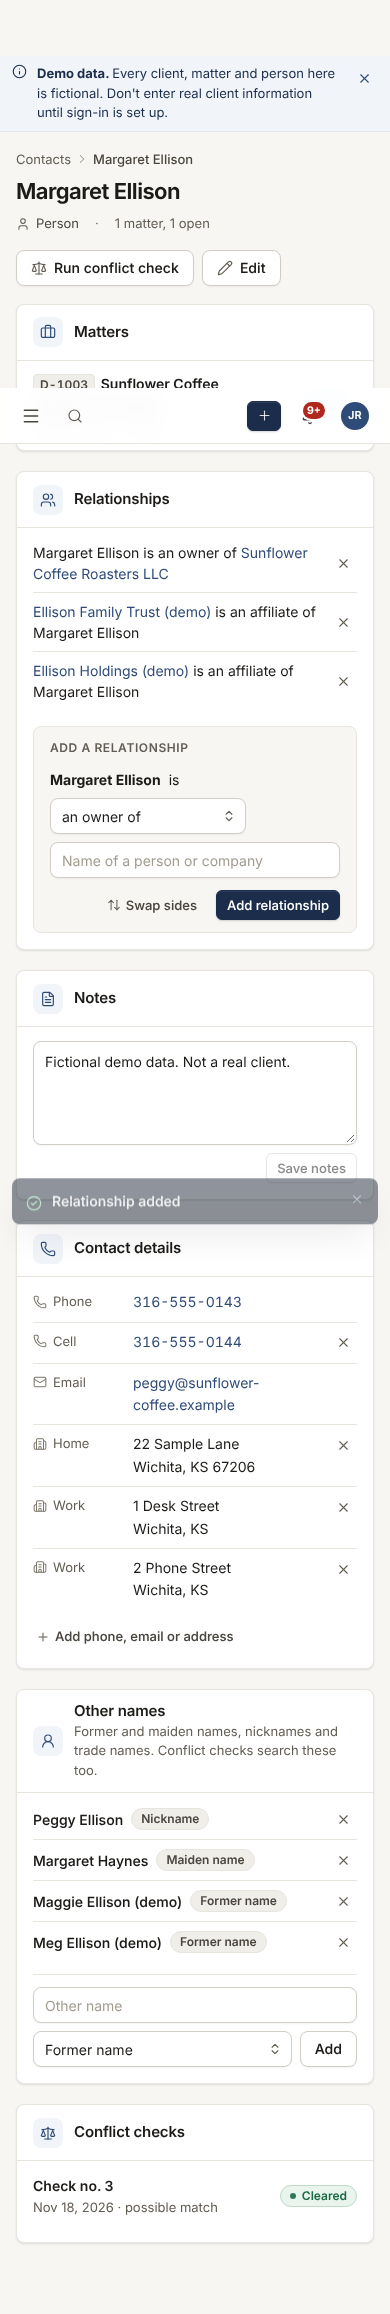 Demo data. Every client, matter and person here
is fictional. Don't enter real client information
until sign-in is set up.
Contacts
Margaret Ellison
Margaret Ellison
Person · 1 matter, 1 open
Run conflict check
Edit
Matters
D-1003 Sunflower Coffee
9+
JR
Relationships
Margaret Ellison is an owner of Sunflower
Coffee Roasters LLC
Ellison Family Trust (demo) is an affiliate of
Margaret Ellison
Ellison Holdings (demo) is an affiliate of
Margaret Ellison
ADD A RELATIONSHIP
Margaret Ellison is
an owner of
Name of a person or company
Swap sides
Add relationship
Notes
Fictional demo data. Not a real client.
Save notes
Relationship added
Contact details
Phone 316-555-0143
Cell 316-555-0144
Email peggy@sunflower-
coffee.example
Home 22 Sample Lane
Wichita, KS 67206
Work 1 Desk Street
Wichita, KS
Work 2 Phone Street
Wichita, KS
Add phone, email or address
Other names
Former and maiden names, nicknames and
trade names. Conflict checks search these
too.
Peggy Ellison Nickname
Margaret Haynes Maiden name
Maggie Ellison (demo) Former name
Meg Ellison (demo) Former name
Other name
Former name
Add
Conflict checks
Check no. 3
Nov 18, 2026 · possible match
Cleared